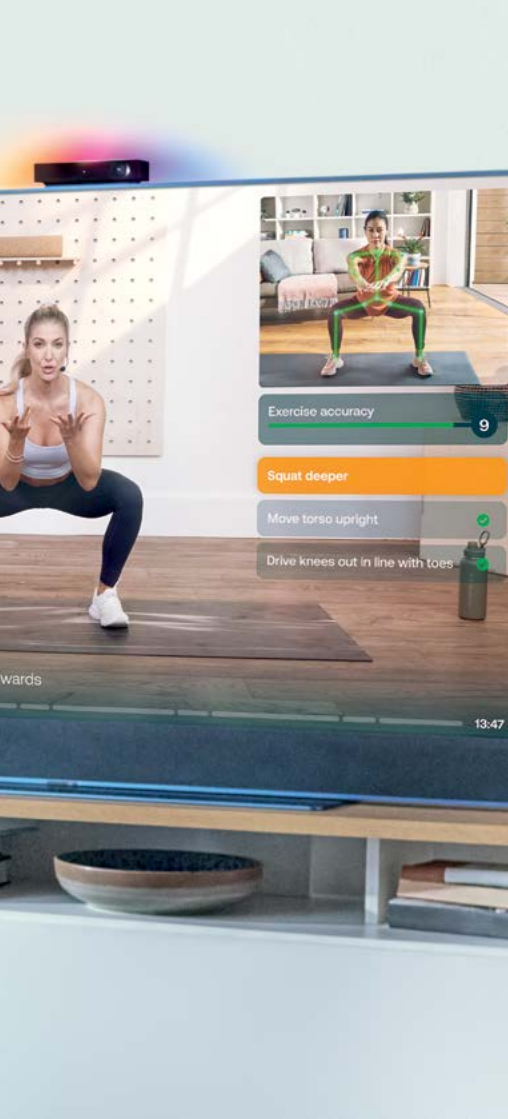 Exercise accuracy
9
Squat deeper
Move torso upright
Drive knees out in line with toes
wards
13:47